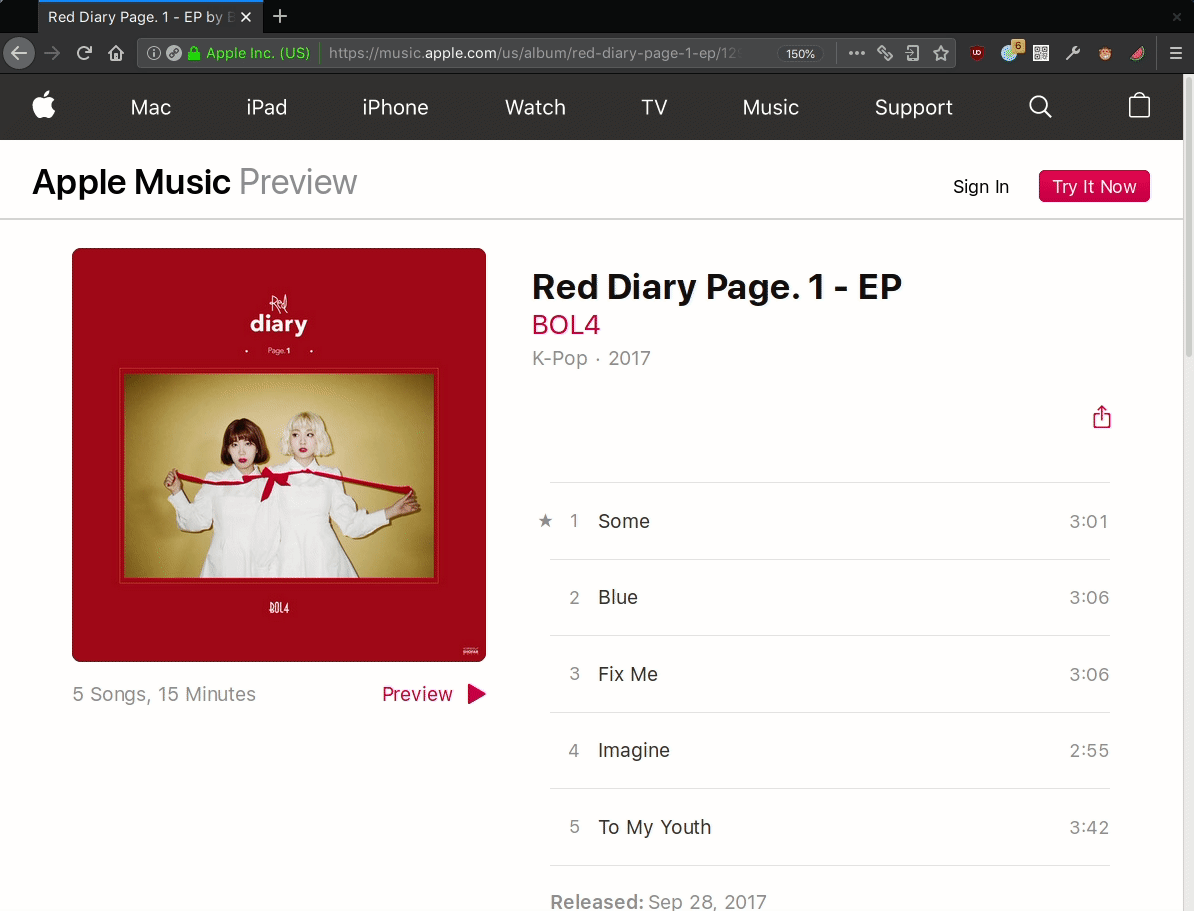 Red Diary Page. 1 - EP by
Apple Inc. (US) https://music.apple.com/us/album/red-diary-page-1-ep/12 150% UD 6
Mac iPad iPhone Watch TV Music Support
Apple Music Preview
Sign In Try It Now
Red
diary
• Page.1 •
BOL4
5 Songs, 15 Minutes Preview
Red Diary Page. 1 - EP
BOL4
K-Pop · 2017
★ 1 Some 3:01
2 Blue 3:06
3 Fix Me 3:06
4 Imagine 2:55
5 To My Youth 3:42
Released: Sep 28, 2017